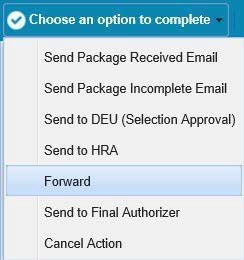 Choose an option to complete
Send Package Received Email
Send Package Incomplete Email
Send to DEU (Selection Approval)
Send to HRA
Forward
Send to Final Authorizer
Cancel Action